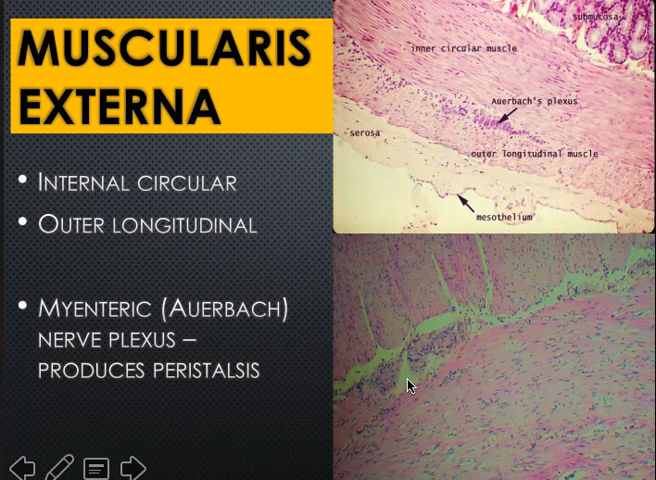 MUSCULARIS
EXTERNA
• INTERNAL CIRCULAR
• OUTER LONGITUDINAL
• MYENTERIC (AUERBACH)
NERVE PLEXUS –
PRODUCES PERISTALSIS
submucosa
inner circular muscle
Auerbach's plexus
serosa
outer longitudinal muscle
mesothelium